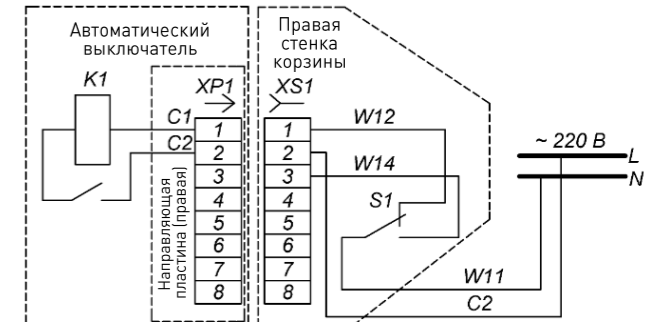 Автоматический
выключатель
K1
C1
C2
XP1
1
2
3
4
5
6
7
8
Направляющая
пластина (правая)
Правая
стенка
корзины
XS1
1
2
3
4
5
6
7
8
W12
W14
S1
W11
C2
~ 220 В
L
N